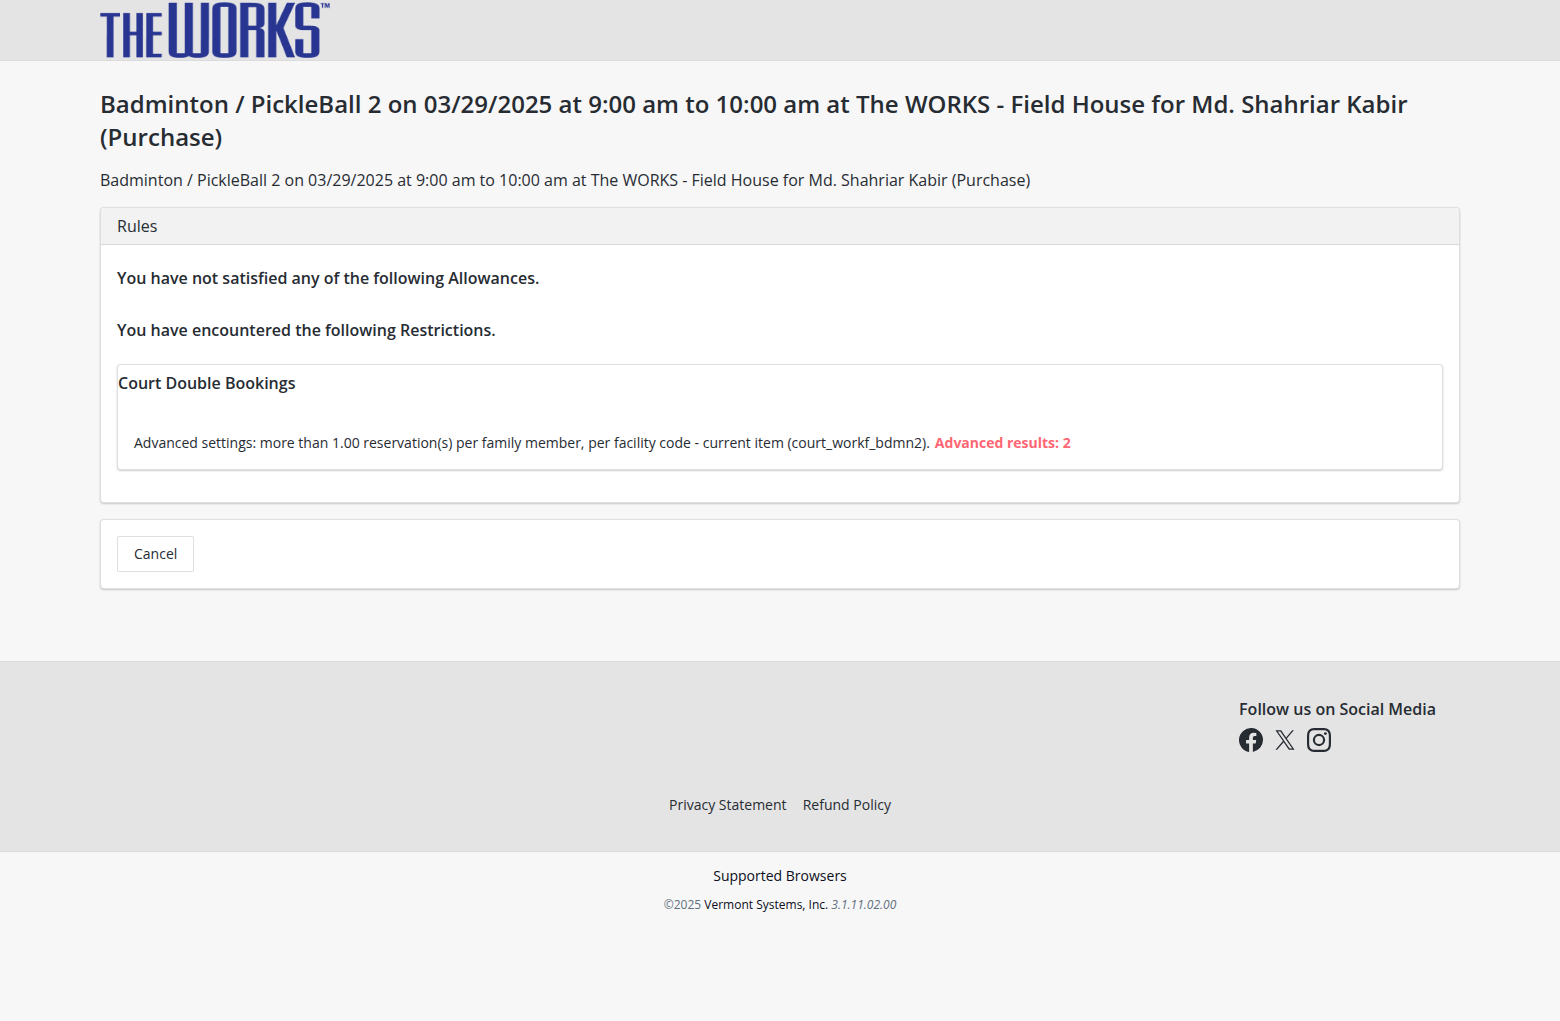 THE WORKS™
Badminton / PickleBall 2 on 03/29/2025 at 9:00 am to 10:00 am at The WORKS - Field House for Md. Shahriar Kabir
(Purchase)
Badminton / PickleBall 2 on 03/29/2025 at 9:00 am to 10:00 am at The WORKS - Field House for Md. Shahriar Kabir (Purchase)
Rules
You have not satisfied any of the following Allowances.
You have encountered the following Restrictions.
Court Double Bookings
Advanced settings: more than 1.00 reservation(s) per family member, per facility code - current item (court_workf_bdmn2). Advanced results: 2
Cancel
Follow us on Social Media
Privacy Statement Refund Policy
Supported Browsers
©2025 Vermont Systems, Inc. 3.1.11.02.00